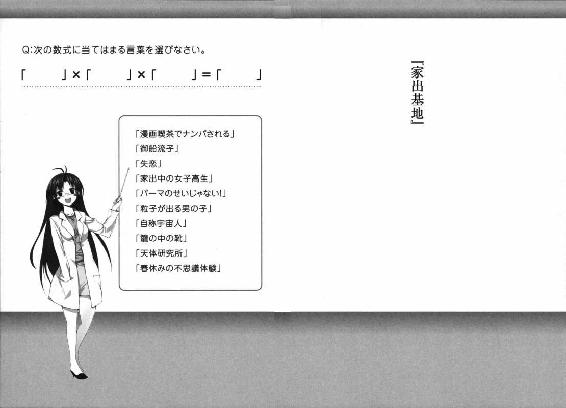 Q:次の数式に当てはまる言葉を選びなさい。
「　　　」×「　　　」×「　　　」=「　　　」
「漫画喫茶でナンパされる」
「御船流子」
「失恋」
「家出中の女子高生」
「パーマのせいじゃない!」
「粒子が出る男の子」
「自称宇宙人」
「籠の中の靴」
「天体研究所」
「春休みの不思議体験」
『家出基地』